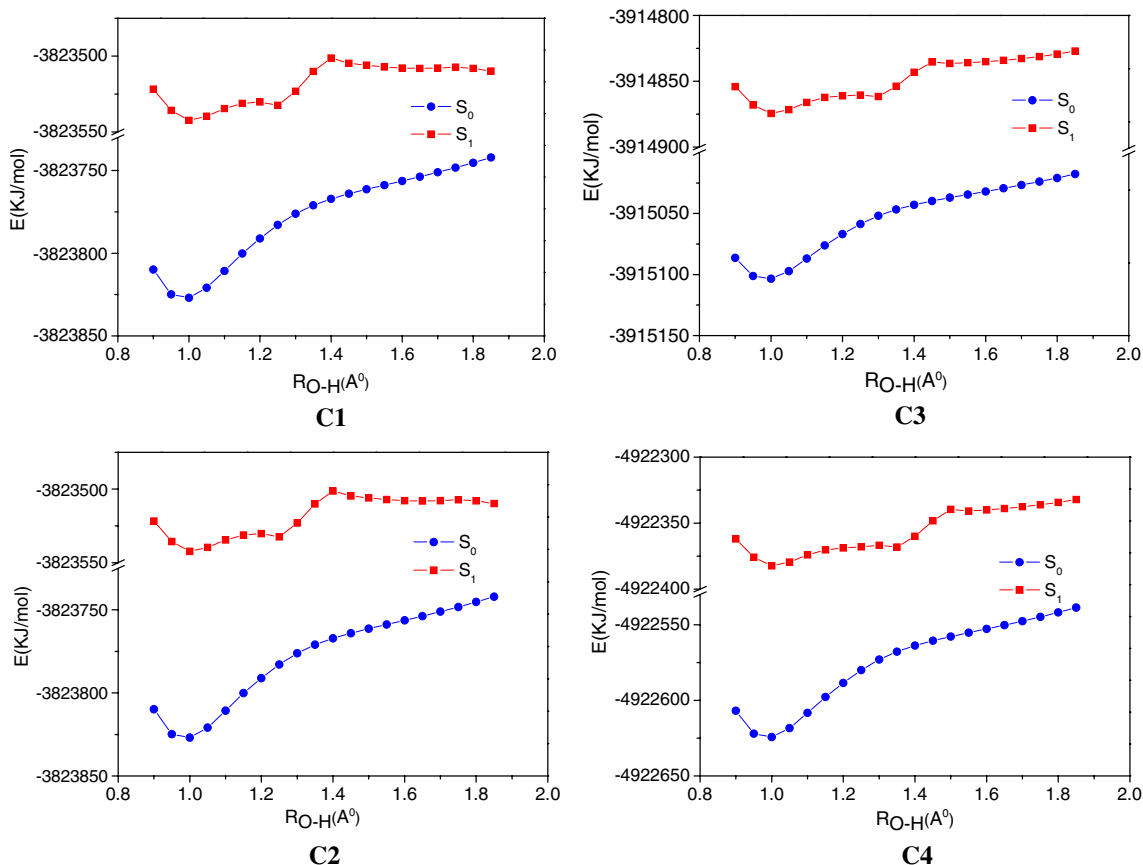 -3823500
-3823550
-3823750
-3823800
-3823850
E(KJ/mol)
S0
S1
0.8 1.0 1.2 1.4 1.6 1.8 2.0
RO-H(A0)
C1
-3914800
-3914850
-3914900
-3915050
-3915100
-3915150
E(KJ/mol)
S0
S1
0.8 1.0 1.2 1.4 1.6 1.8 2.0
RO-H(A0)
C3
-3823500
-3823550
-3823750
-3823800
-3823850
E(KJ/mol)
S0
S1
0.8 1.0 1.2 1.4 1.6 1.8 2.0
RO-H(A0)
C2
-4922300
-4922350
-4922400
-4922550
-4922600
-4922650
E(KJ/mol)
S0
S1
0.8 1.0 1.2 1.4 1.6 1.8 2.0
RO-H(A0)
C4